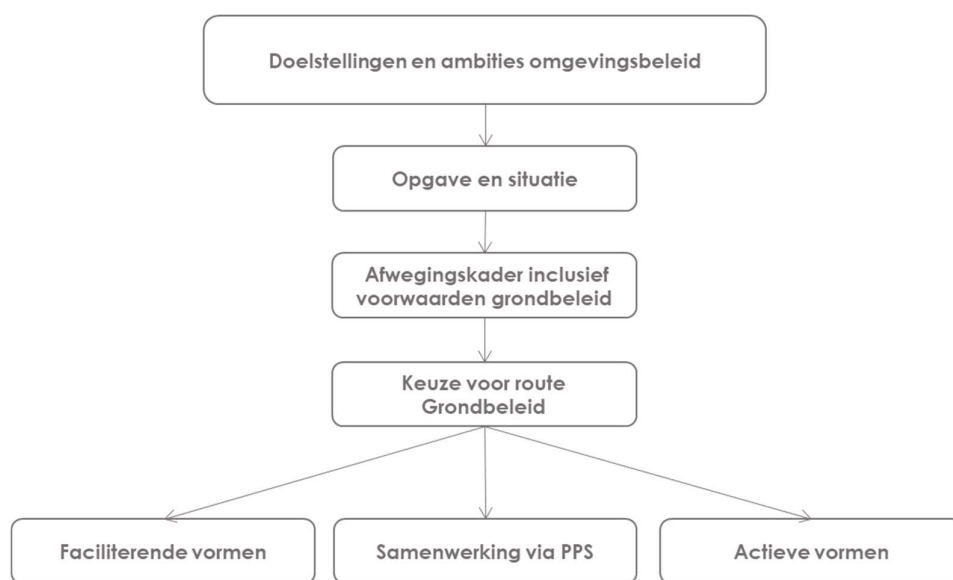 Doelstellingen en ambities omgevingsbeleid
Opgave en situatie
Afwegingskader inclusief
voorwaarden grondbeleid
Keuze voor route
Grondbeleid
Faciliterende vormen
Samenwerking via PPS
Actieve vormen